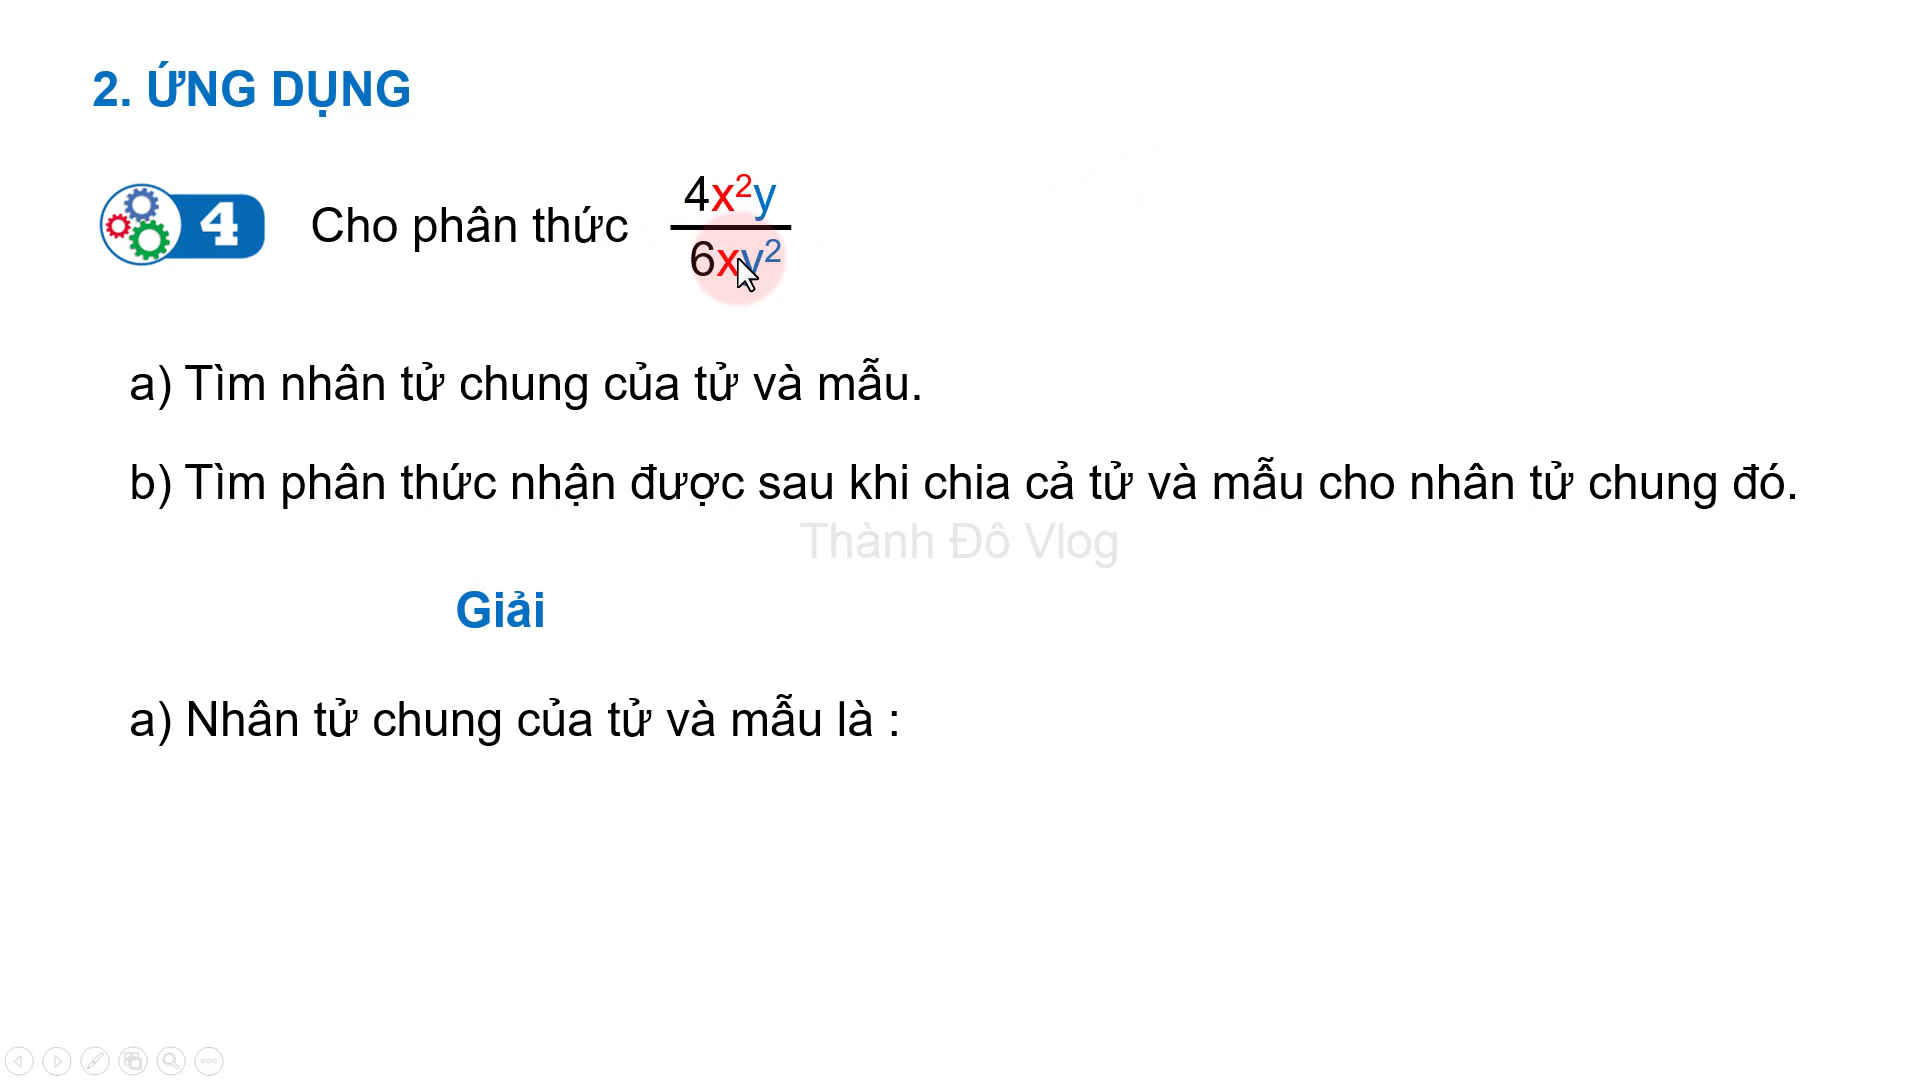 2. ỨNG DỤNG
4 Cho phân thức 4x²y / 6xy²
a) Tìm nhân tử chung của tử và mẫu.
b) Tìm phân thức nhận được sau khi chia cả tử và mẫu cho nhân tử chung đó.
Thành Đô Vlog
Giải
a) Nhân tử chung của tử và mẫu là :